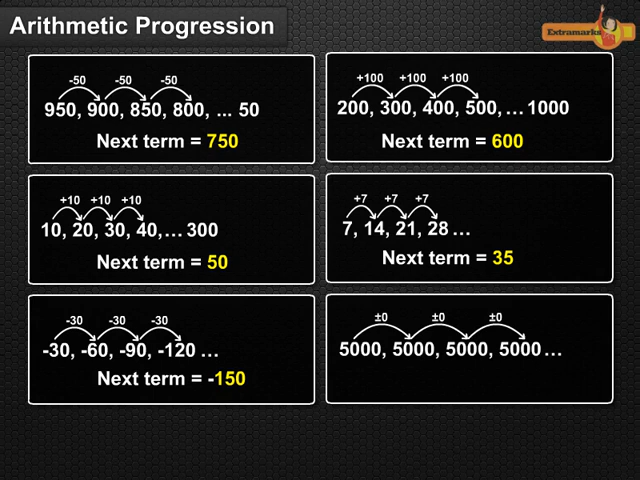 Arithmetic Progression
Extramarks
-50 -50 -50
950, 900, 850, 800, ... 50
Next term = 750
+100 +100 +100
200, 300, 400, 500, ... 1000
Next term = 600
+10 +10 +10
10, 20, 30, 40, ... 300
Next term = 50
+7 +7 +7
7, 14, 21, 28 ...
Next term = 35
-30 -30 -30
-30, -60, -90, -120 ...
Next term = -150
±0 ±0 ±0
5000, 5000, 5000, 5000 ...